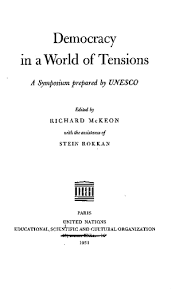 Democracy
in a World of Tensions
A Symposium prepared by UNESCO
Edited by
RICHARD McKEON
with the assistance of
STEIN ROKKAN
PARIS
UNITED NATIONS
EDUCATIONAL, SCIENTIFIC AND CULTURAL ORGANIZATION
1951